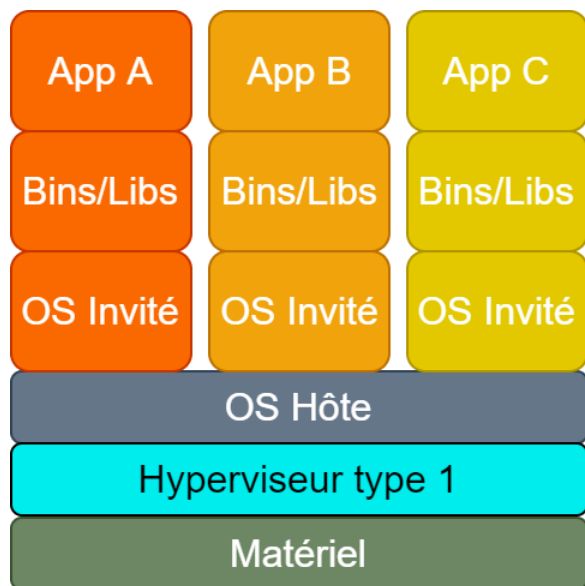 App A App B App C
Bins/Libs Bins/Libs Bins/Libs
OS Invité OS Invité OS Invité
OS Hôte
Hyperviseur type 1
Matériel